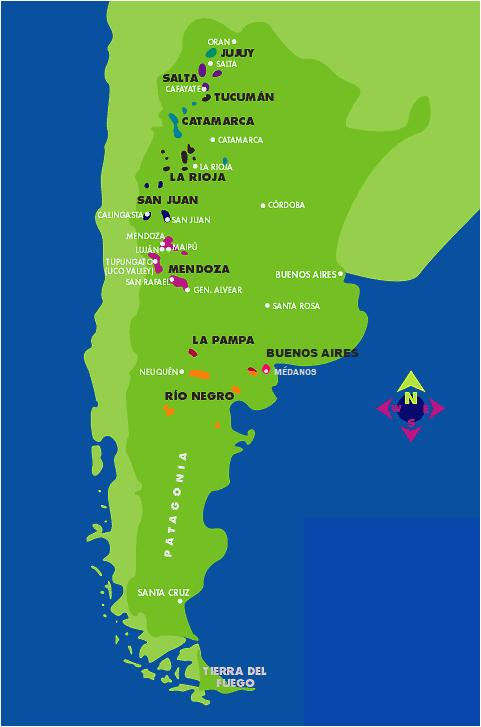 ORAN
JUJUY
SALTA
SALTA
CAFAYATE
TUCUMÁN
CATAMARCA
CATAMARCA
LA RIOJA
LA RIOJA
SAN JUAN
CÓRDOBA
CALINGASTA
SAN JUAN
MENDOZA
LUJÁN
MAIPÚ
TUPUNGATO
(UCO VALLEY)
MENDOZA
BUENOS AIRES
SAN RAFAEL
GEN. ALVEAR
SANTA ROSA
LA PAMPA
BUENOS AIRES
NEUQUÉN
MÉDANOS
RÍO NEGRO
N
W
E
S
PATAGONIA
SANTA CRUZ
TIERRA DEL
FUEGO